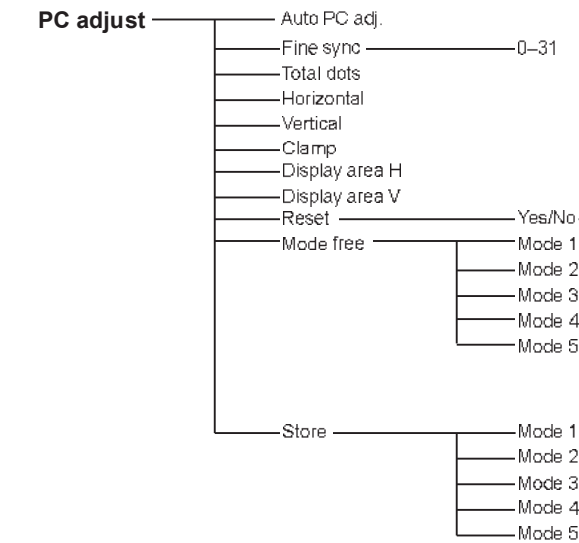 PC adjust Auto PC adj.
Fine sync 0–31
Total dots
Horizontal
Vertical
Clamp
Display area H
Display area V
Reset Yes/No
Mode free Mode 1
Mode 2
Mode 3
Mode 4
Mode 5
Store Mode 1
Mode 2
Mode 3
Mode 4
Mode 5